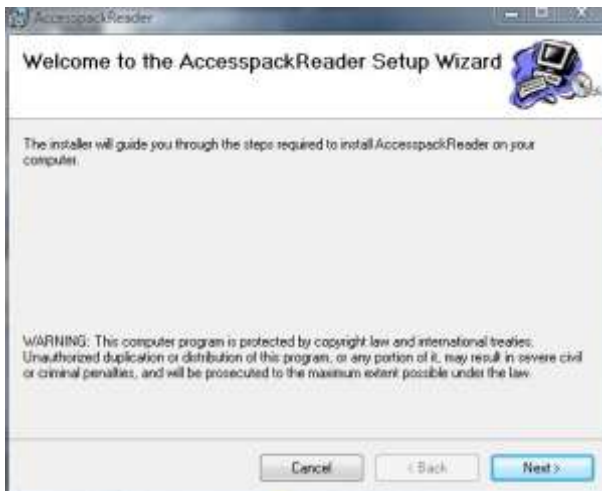 AccesspackReader
Welcome to the AccesspackReader Setup Wizard
The installer will guide you through the steps required to install AccesspackReader on your
computer.
WARNING: This computer program is protected by copyright law and international treaties.
Unauthorized duplication or distribution of this program, or any portion of it, may result in severe civil
or criminal penalties, and will be prosecuted to the maximum extent possible under the law.
Cancel
< Back
Next >